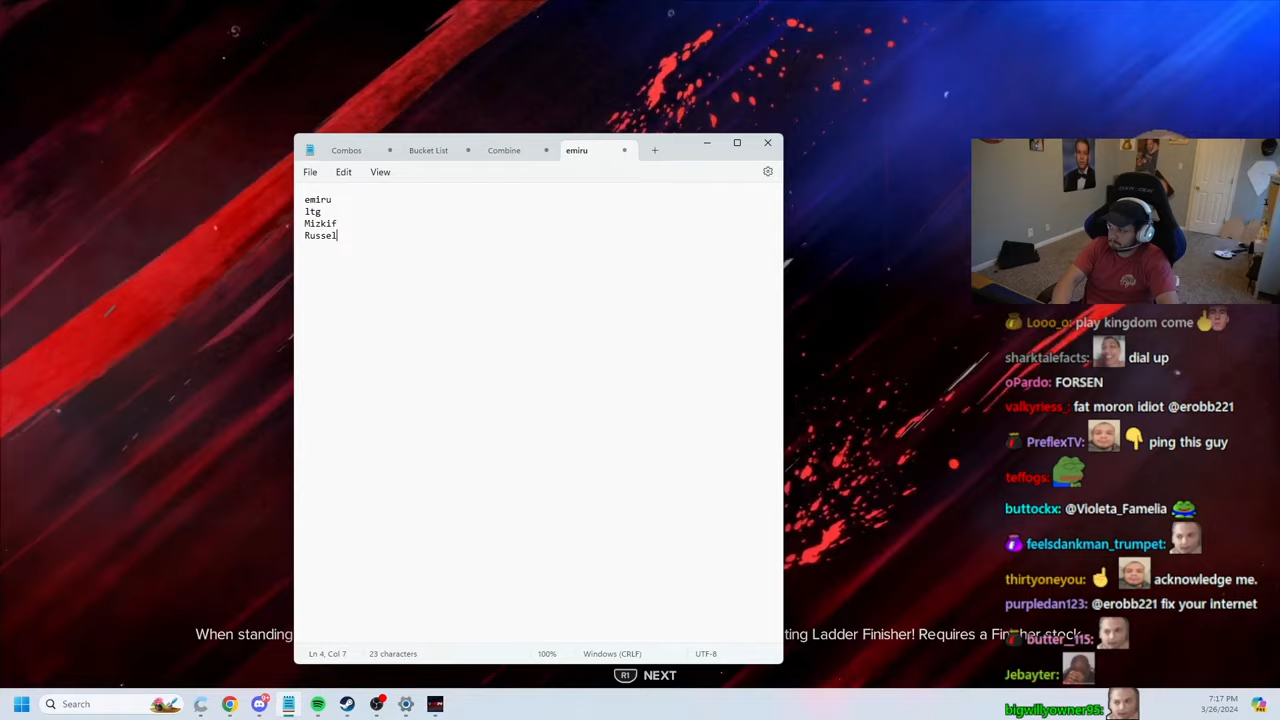 Combos
Bucket List
Combine
emiru
File
Edit
View
emiru
ltg
Mizkif
Russel
Looo_o: play kingdom come
sharktalefacts: dial up
oPardo: FORSEN
valkyriess_: fat moron idiot @erobb221
PreflexTV: ping this guy
teffogs:
buttockx: @Violeta_Famelia
feelsdankman_trumpet:
thirtyoneyou: acknowledge me.
purpledan123: @erobb221 fix your internet
When standing
ting Ladder Finisher! Requires a Finisher stock
butter__i15:
Ln 4, Col 7
23 characters
100%
Windows (CRLF)
UTF-8
Jebayter:
R1 NEXT
Search
bigwillyowner95:
7:17 PM
3/26/2024